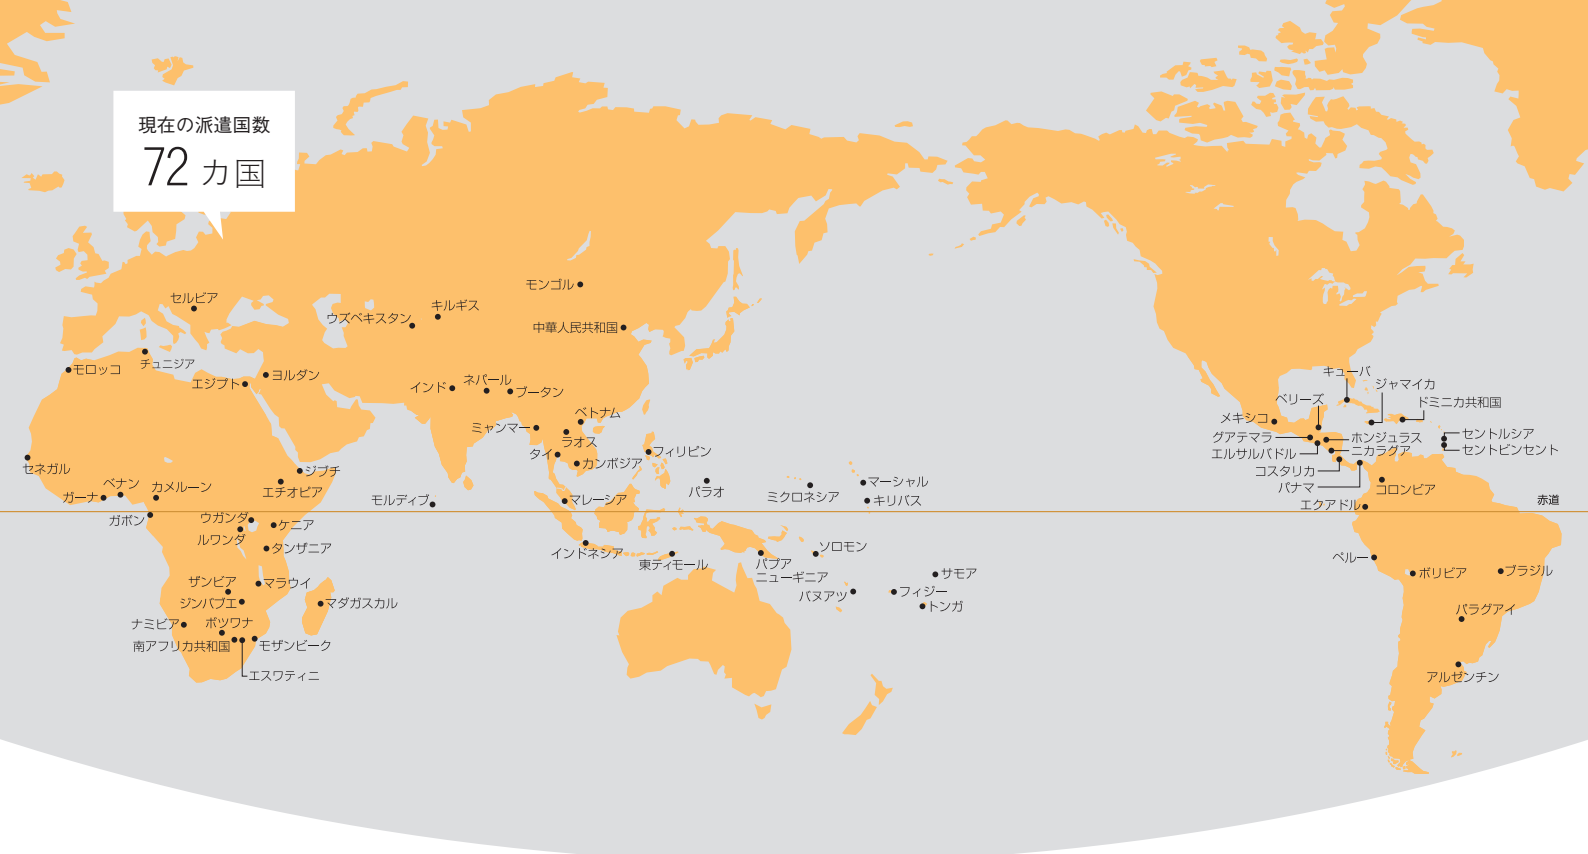 現在の派遣国数
72 カ国
セルビア
モロッコ
チュニジア
エジプト
ヨルダン
ウズベキスタン
キルギス
モンゴル
中華人民共和国
インド
ネパール
ブータン
ミャンマー
ベトナム
ラオス
タイ
カンボジア
フィリピン
セネガル
ガーナ
ベナン
カメルーン
ガボン
ジブチ
エチオピア
ウガンダ
ケニア
ルワンダ
タンザニア
ザンビア
マラウイ
ジンバブエ
マダガスカル
ナミビア
ボツワナ
南アフリカ共和国
モザンビーク
エスワティニ
モルディブ
マレーシア
インドネシア
東ティモール
パラオ
ミクロネシア
マーシャル
キリバス
パプア
ニューギニア
ソロモン
バヌアツ
サモア
フィジー
トンガ
キューバ
ジャマイカ
ドミニカ共和国
ベリーズ
メキシコ
グアテマラ
エルサルバドル
ホンジュラス
ニカラグア
コスタリカ
パナマ
セントルシア
セントビンセント
コロンビア
エクアドル
赤道
ペルー
ボリビア
ブラジル
パラグアイ
アルゼンチン